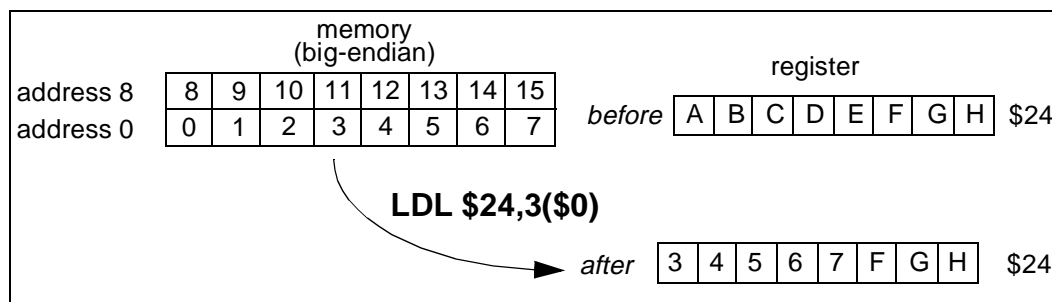 memory
(big-endian)
register
address 8 8 9 10 11 12 13 14 15
address 0 0 1 2 3 4 5 6 7
before A B C D E F G H $24
LDL $24,3($0)
after 3 4 5 6 7 F G H $24